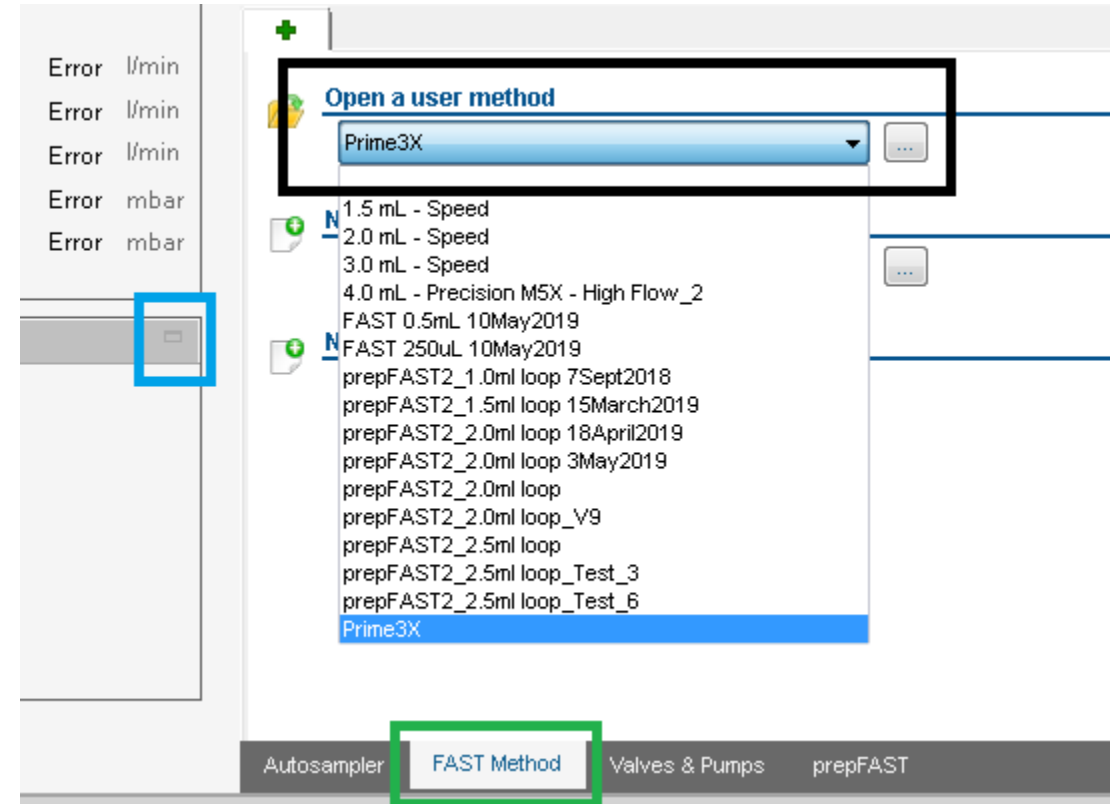 Error l/min
Error l/min
Error l/min
Error mbar
Error mbar
Open a user method
Prime3X
...
N
...
N
1.5 mL - Speed
2.0 mL - Speed
3.0 mL - Speed
4.0 mL - Precision M5X - High Flow_2
FAST 0.5mL 10May2019
FAST 250uL 10May2019
prepFAST2_1.0ml loop 7Sept2018
prepFAST2_1.5ml loop 15March2019
prepFAST2_2.0ml loop 18April2019
prepFAST2_2.0ml loop 3May2019
prepFAST2_2.0ml loop
prepFAST2_2.0ml loop_V9
prepFAST2_2.5ml loop
prepFAST2_2.5ml loop_Test_3
prepFAST2_2.5ml loop_Test_6
Prime3X
Autosampler FAST Method Valves & Pumps prepFAST